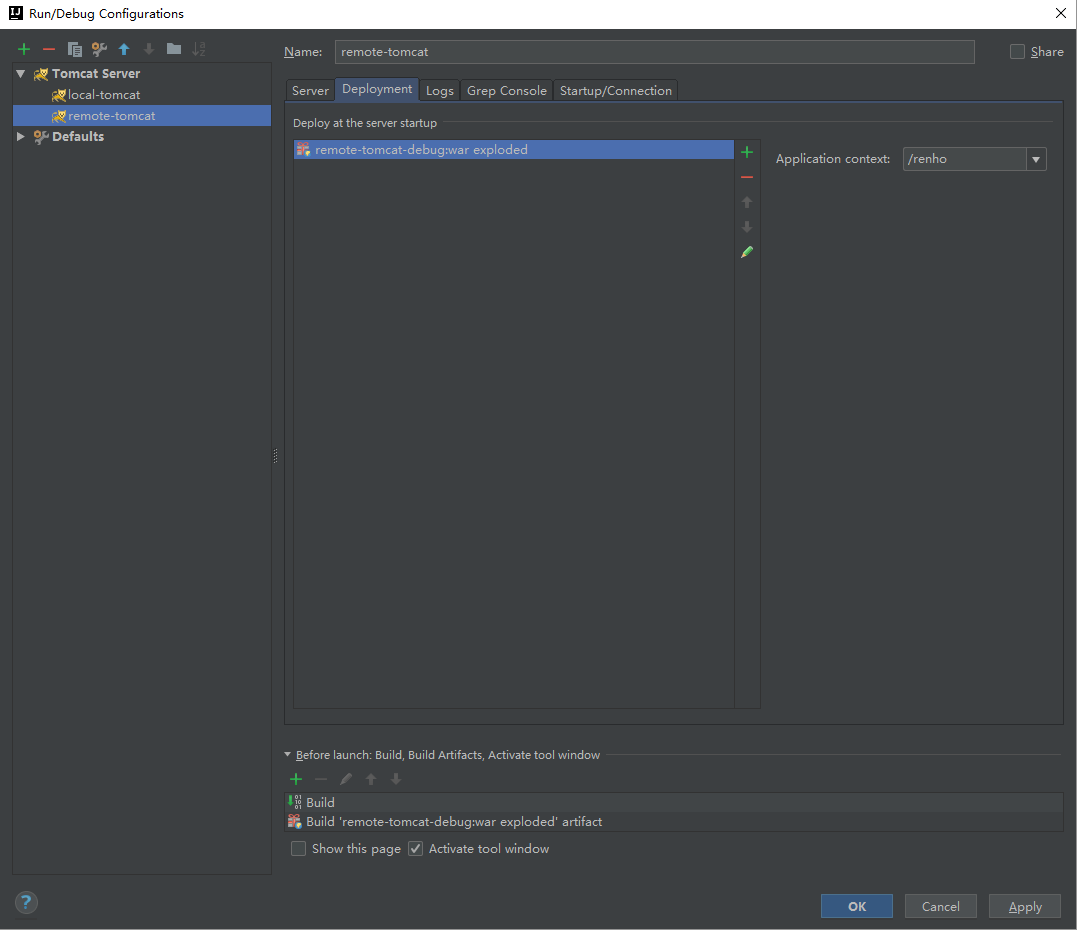 Run/Debug Configurations
Name: remote-tomcat Share
Tomcat Server
local-tomcat
remote-tomcat
Defaults
Server Deployment Logs Grep Console Startup/Connection
Deploy at the server startup
remote-tomcat-debug:war exploded
Application context: /renho
Before launch: Build, Build Artifacts, Activate tool window
Build
Build 'remote-tomcat-debug:war exploded' artifact
Show this page Activate tool window
? OK Cancel Apply